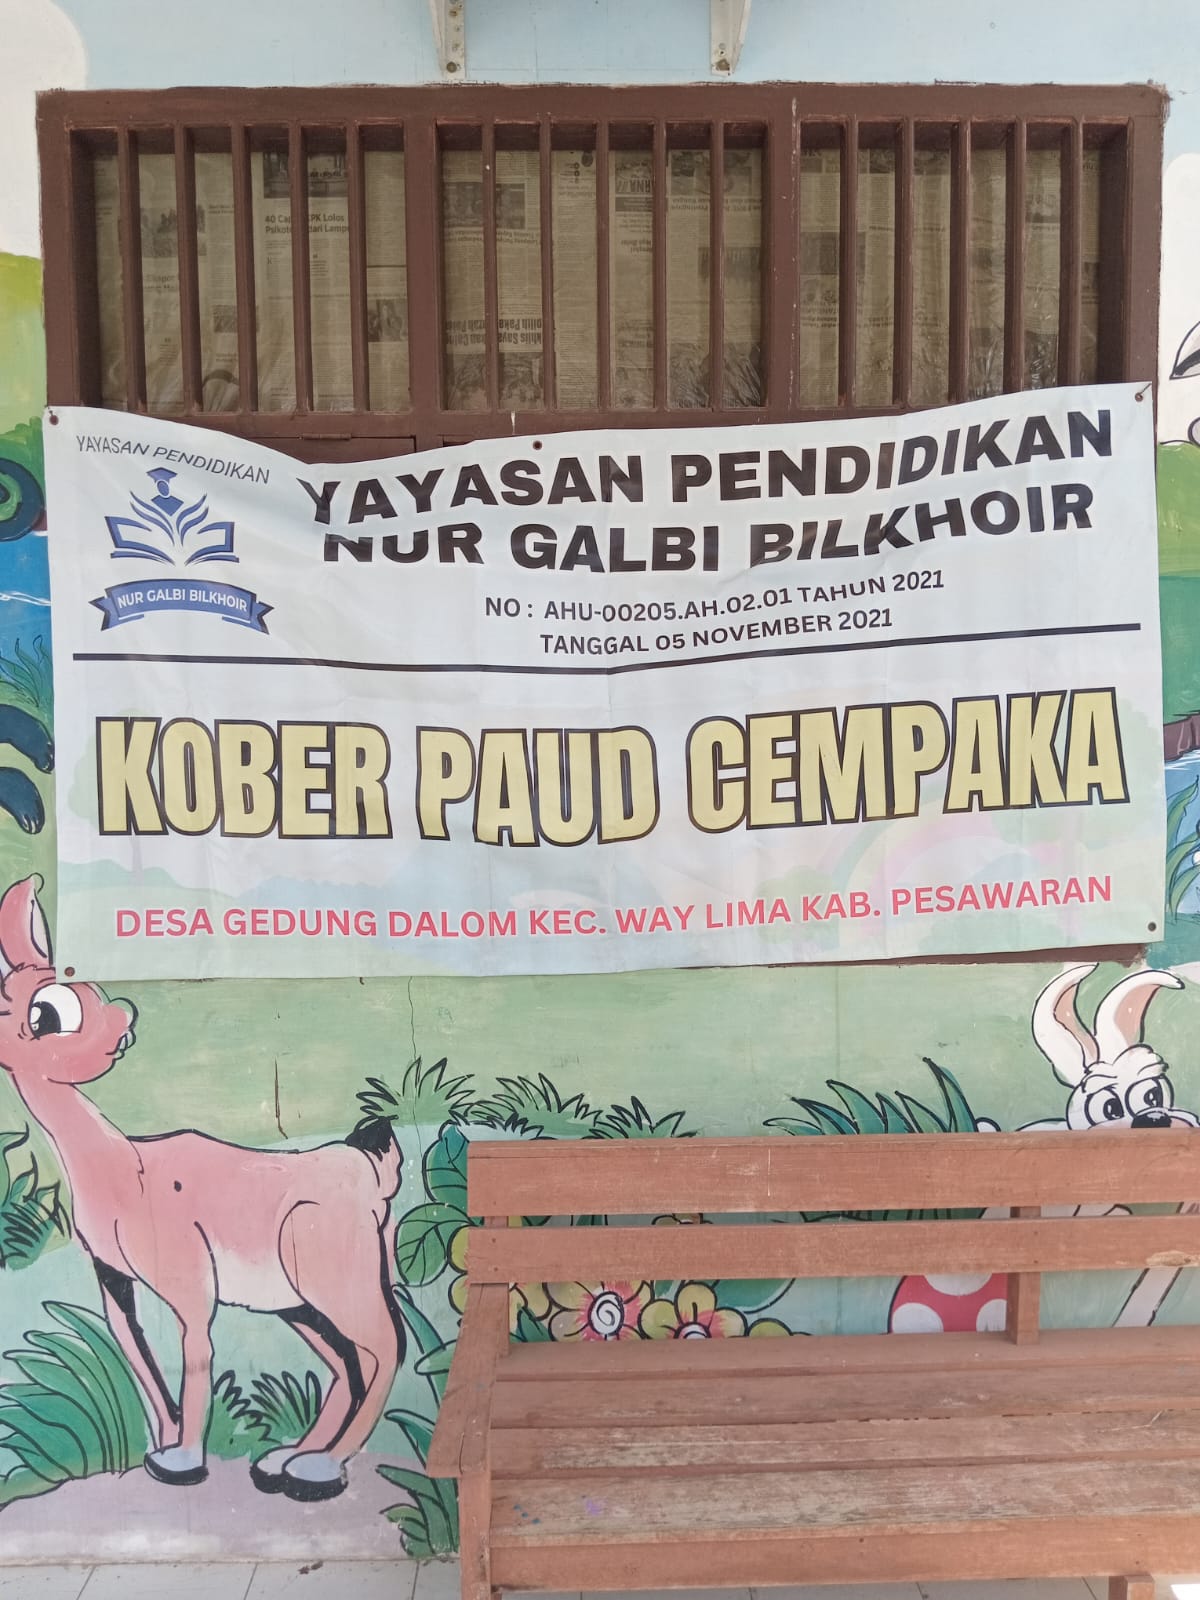 YAYASAN PENDIDIKAN
NUR GALBI BILKHOIR
YAYASAN PENDIDIKAN
NUR GALBI BILKHOIR
NO : AHU-00205.AH.02.01 TAHUN 2021
TANGGAL 05 NOVEMBER 2021
KOBER PAUD CEMPAKA
DESA GEDUNG DALOM KEC. WAY LIMA KAB. PESAWARAN